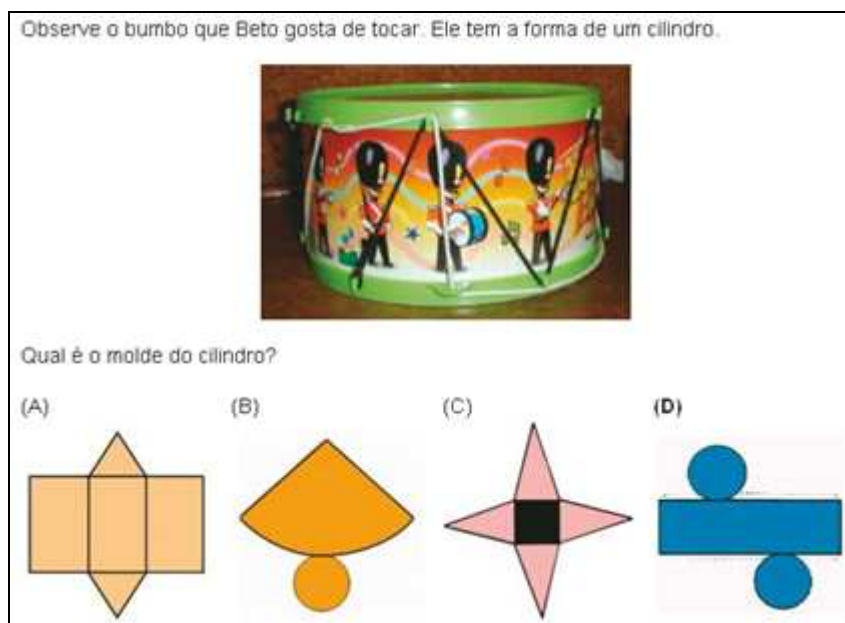 Observe o bumbo que Beto gosta de tocar. Ele tem a forma de um cilindro.
Qual é o molde do cilindro?
(A) (B) (C) (D)